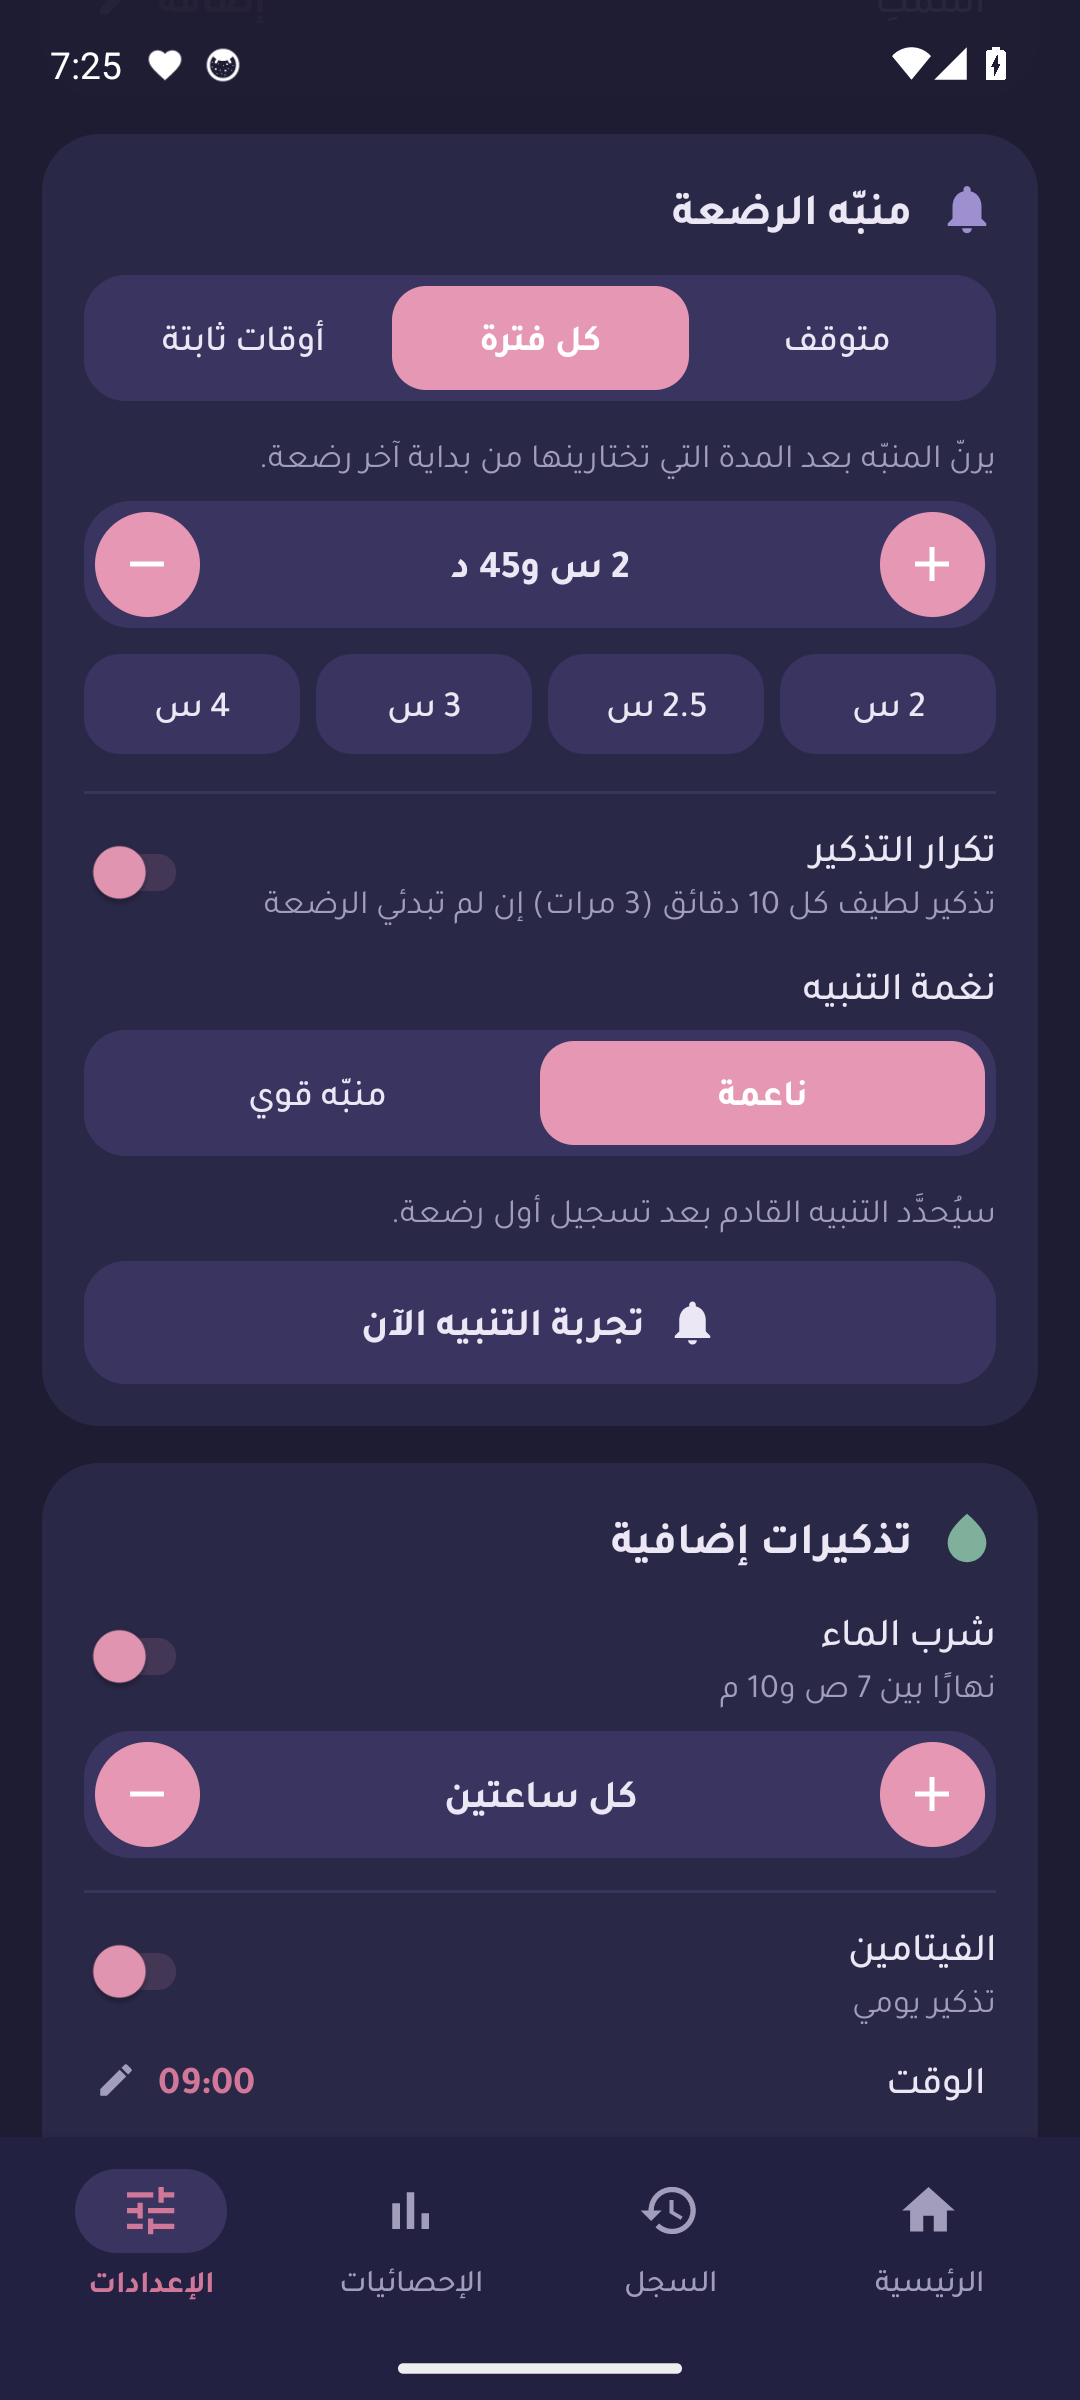 7:25
منبّه الرضعة
متوقف
كل فترة
أوقات ثابتة
يرنّ المنبّه بعد المدة التي تختارينها من بداية آخر رضعة.
2 س و45 د
2 س
2.5 س
3 س
4 س
تكرار التذكير
تذكير لطيف كل 10 دقائق (3 مرات) إن لم تبدئي الرضعة
نغمة التنبيه
ناعمة
منبّه قوي
سيُحدَّد التنبيه القادم بعد تسجيل أول رضعة.
تجربة التنبيه الآن
تذكيرات إضافية
شرب الماء
نهارًا بين 7 ص و10 م
كل ساعتين
الفيتامين
تذكير يومي
الوقت
09:00
الرئيسية
السجل
الإحصائيات
الإعدادات